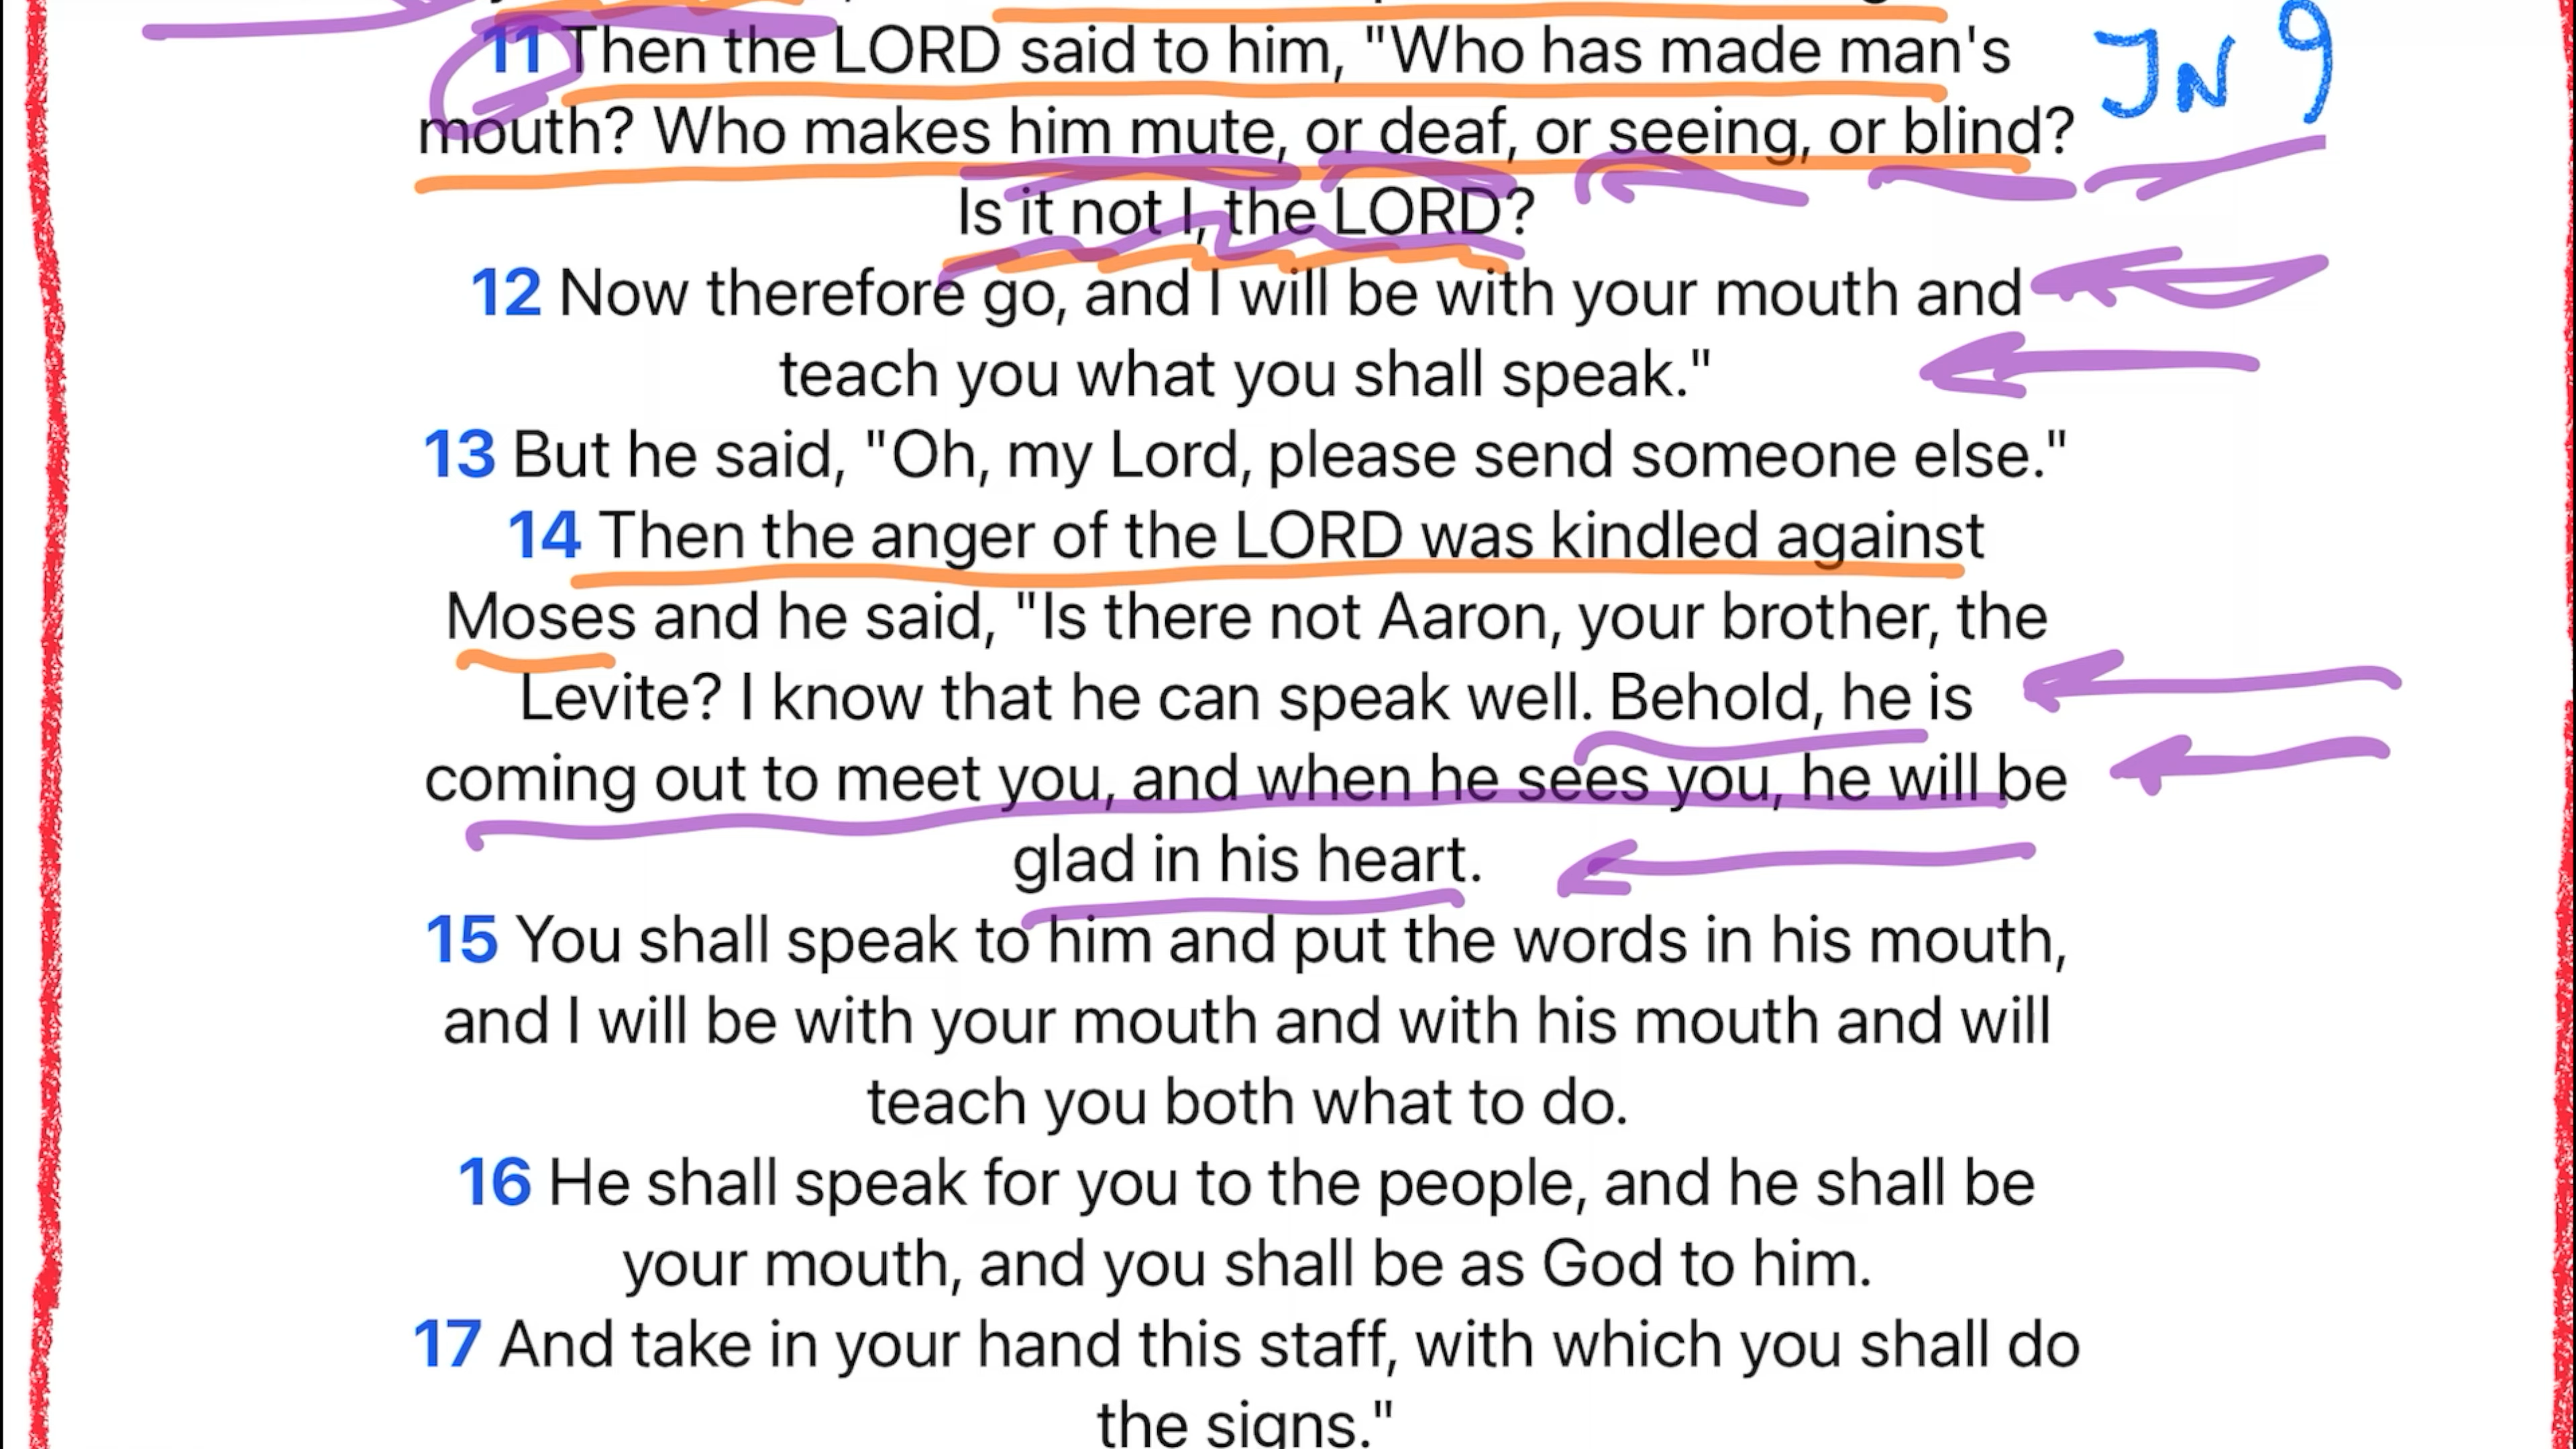 11 Then the LORD said to him, "Who has made man's
JN 9
mouth? Who makes him mute, or deaf, or seeing, or blind?
Is it not I, the LORD?
12 Now therefore go, and I will be with your mouth and
teach you what you shall speak."
13 But he said, "Oh, my Lord, please send someone else."
14 Then the anger of the LORD was kindled against
Moses and he said, "Is there not Aaron, your brother, the
Levite? I know that he can speak well. Behold, he is
coming out to meet you, and when he sees you, he will be
glad in his heart.
15 You shall speak to him and put the words in his mouth,
and I will be with your mouth and with his mouth and will
teach you both what to do.
16 He shall speak for you to the people, and he shall be
your mouth, and you shall be as God to him.
17 And take in your hand this staff, with which you shall do
the signs."